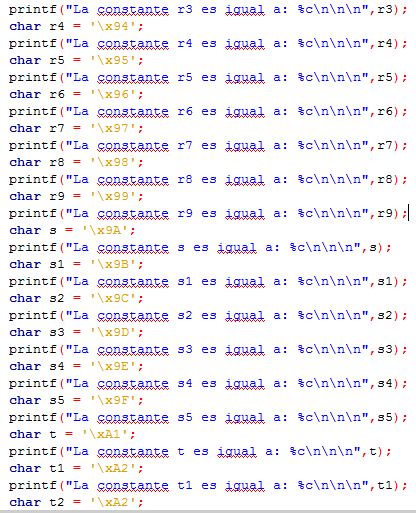 printf("La constante r3 es igual a: %c\n\n\n",r3);
char r4 = '\x94';
printf("La constante r4 es igual a: %c\n\n\n",r4);
char r5 = '\x95';
printf("La constante r5 es igual a: %c\n\n\n",r5);
char r6 = '\x96';
printf("La constante r6 es igual a: %c\n\n\n",r6);
char r7 = '\x97';
printf("La constante r7 es igual a: %c\n\n\n",r7);
char r8 = '\x98';
printf("La constante r8 es igual a: %c\n\n\n",r8);
char r9 = '\x99';
printf("La constante r9 es igual a: %c\n\n\n",r9);
char s = '\x9A';
printf("La constante s es igual a: %c\n\n\n",s);
char s1 = '\x9B';
printf("La constante s1 es igual a: %c\n\n\n",s1);
char s2 = '\x9C';
printf("La constante s2 es igual a: %c\n\n\n",s2);
char s3 = '\x9D';
printf("La constante s3 es igual a: %c\n\n\n",s3);
char s4 = '\x9E';
printf("La constante s4 es igual a: %c\n\n\n",s4);
char s5 = '\x9F';
printf("La constante s5 es igual a: %c\n\n\n",s5);
char t = '\xA1';
printf("La constante t es igual a: %c\n\n\n",t);
char t1 = '\xA2';
printf("La constante t1 es igual a: %c\n\n\n",t1);
char t2 = '\xA2';